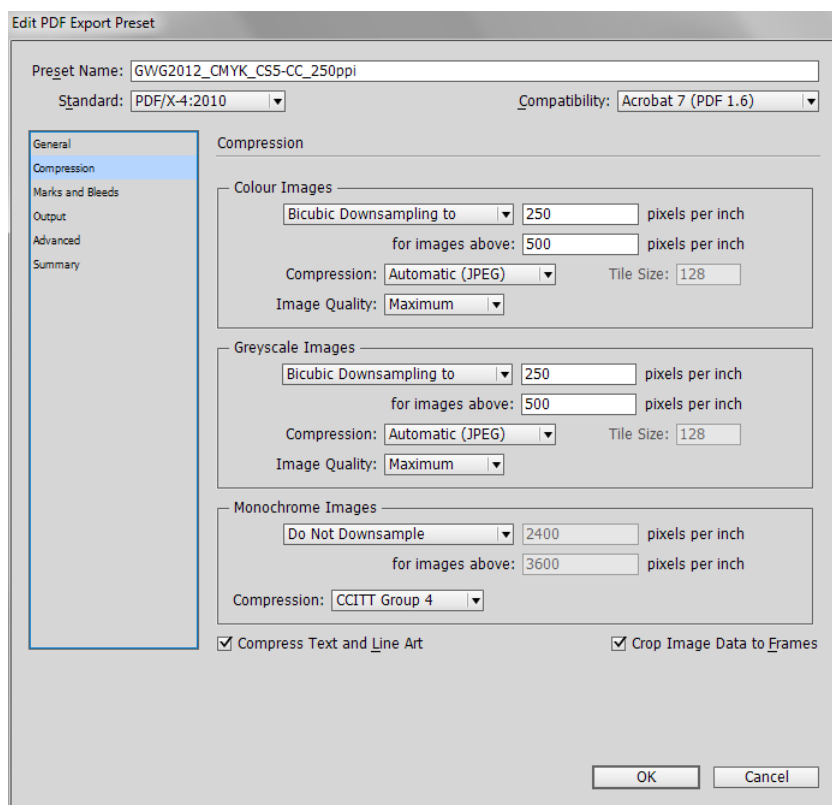 Edit PDF Export Preset
Preset Name: GWG2012_CMYK_CS5-CC_250ppi
Standard: PDF/X-4:2010 Compatibility: Acrobat 7 (PDF 1.6)
General
Compression
Marks and Bleeds
Output
Advanced
Summary
Compression
Colour Images
Bicubic Downsampling to 250 pixels per inch
for images above: 500 pixels per inch
Compression: Automatic (JPEG) Tile Size: 128
Image Quality: Maximum
Greyscale Images
Bicubic Downsampling to 250 pixels per inch
for images above: 500 pixels per inch
Compression: Automatic (JPEG) Tile Size: 128
Image Quality: Maximum
Monochrome Images
Do Not Downsample 2400 pixels per inch
for images above: 3600 pixels per inch
Compression: CCITT Group 4
Compress Text and Line Art Crop Image Data to Frames
OK Cancel